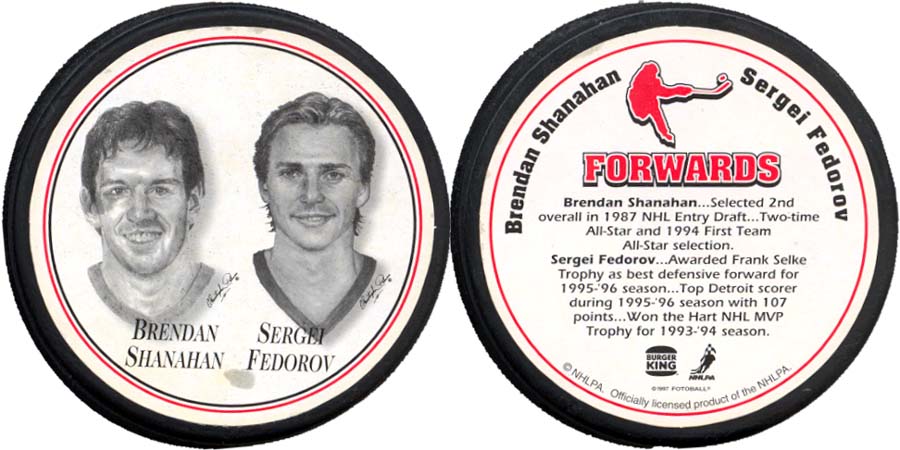 BRENDAN
SHANAHAN
SERGEI
FEDOROV
Brendan Shanahan
Sergei Fedorov
FORWARDS
Brendan Shanahan...Selected 2nd
overall in 1987 NHL Entry Draft...Two-time
All-Star and 1994 First Team
All-Star selection.
Sergei Fedorov...Awarded Frank Selke
Trophy as best defensive forward for
1995-'96 season...Top Detroit scorer
during 1995-'96 season with 107
points...Won the Hart NHL MVP
Trophy for 1993-'94 season.
BURGER
KING
NHLPA
©1997 FOTOBALL®
© NHLPA. Officially licensed product of the NHLPA.